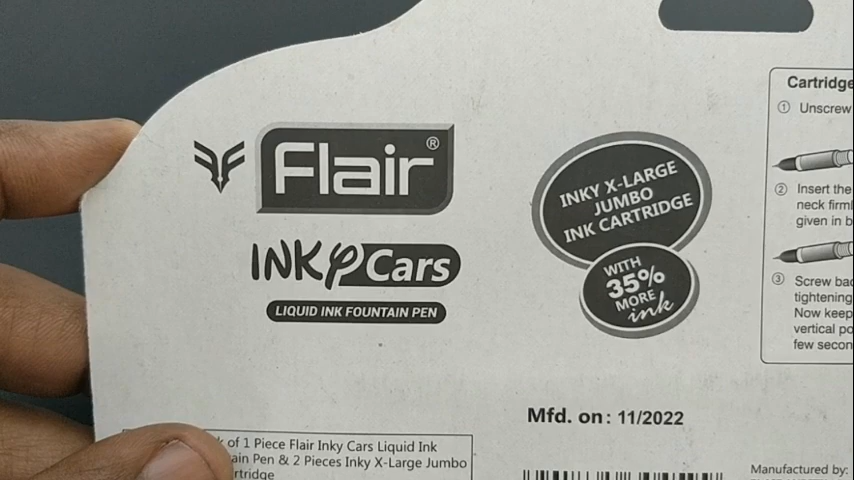 Flair®
INKY Cars
LIQUID INK FOUNTAIN PEN
INKY X-LARGE
JUMBO
INK CARTRIDGE
WITH
35%
MORE
ink
Cartridge
① Unscrew
② Insert the
neck firml
given in b
③ Screw bac
tightening
Now keep
vertical po
few secon
Mfd. on: 11/2022
of 1 Piece Flair Inky Cars Liquid Ink
ain Pen & 2 Pieces Inky X-Large Jumbo
rtridge
Manufactured by: